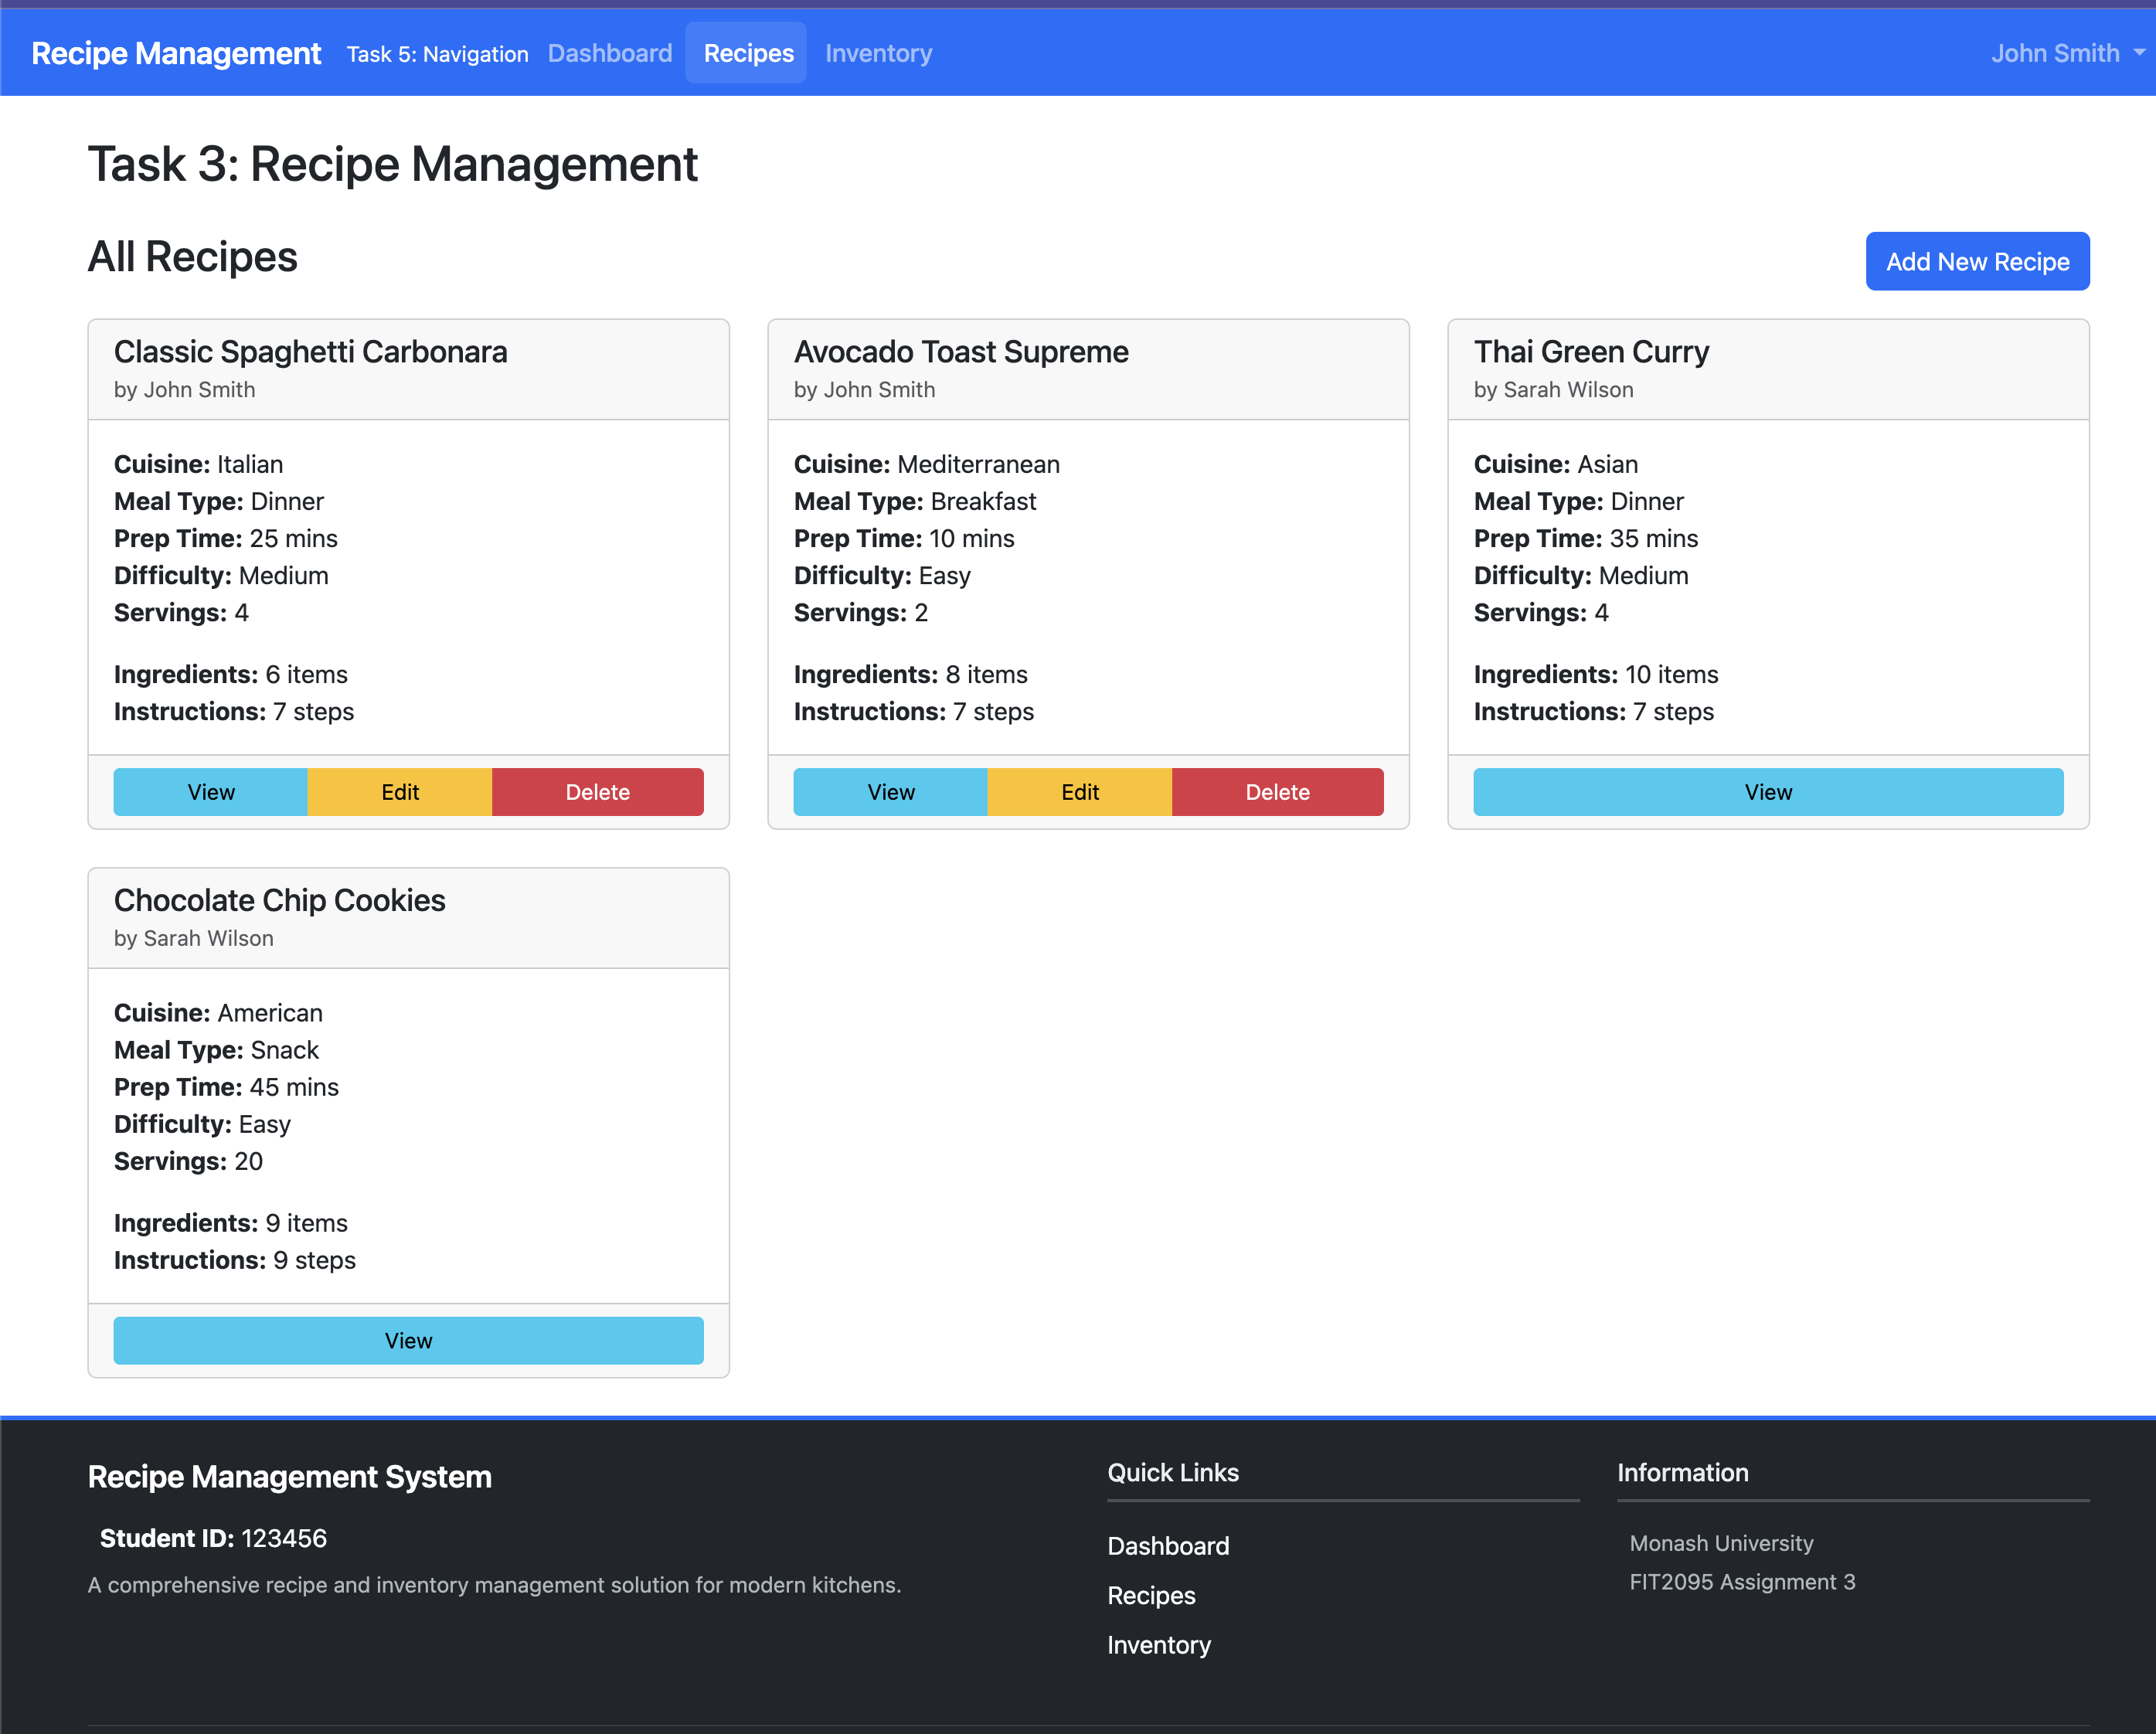 Recipe Management Task 5: Navigation Dashboard Recipes Inventory John Smith
Task 3: Recipe Management
All Recipes
Add New Recipe
Classic Spaghetti Carbonara
by John Smith
Cuisine: Italian
Meal Type: Dinner
Prep Time: 25 mins
Difficulty: Medium
Servings: 4
Ingredients: 6 items
Instructions: 7 steps
View Edit Delete
Avocado Toast Supreme
by John Smith
Cuisine: Mediterranean
Meal Type: Breakfast
Prep Time: 10 mins
Difficulty: Easy
Servings: 2
Ingredients: 8 items
Instructions: 7 steps
View Edit Delete
Thai Green Curry
by Sarah Wilson
Cuisine: Asian
Meal Type: Dinner
Prep Time: 35 mins
Difficulty: Medium
Servings: 4
Ingredients: 10 items
Instructions: 7 steps
View
Chocolate Chip Cookies
by Sarah Wilson
Cuisine: American
Meal Type: Snack
Prep Time: 45 mins
Difficulty: Easy
Servings: 20
Ingredients: 9 items
Instructions: 9 steps
View
Recipe Management System
Student ID: 123456
A comprehensive recipe and inventory management solution for modern kitchens.
Quick Links
Dashboard
Recipes
Inventory
Information
Monash University
FIT2095 Assignment 3